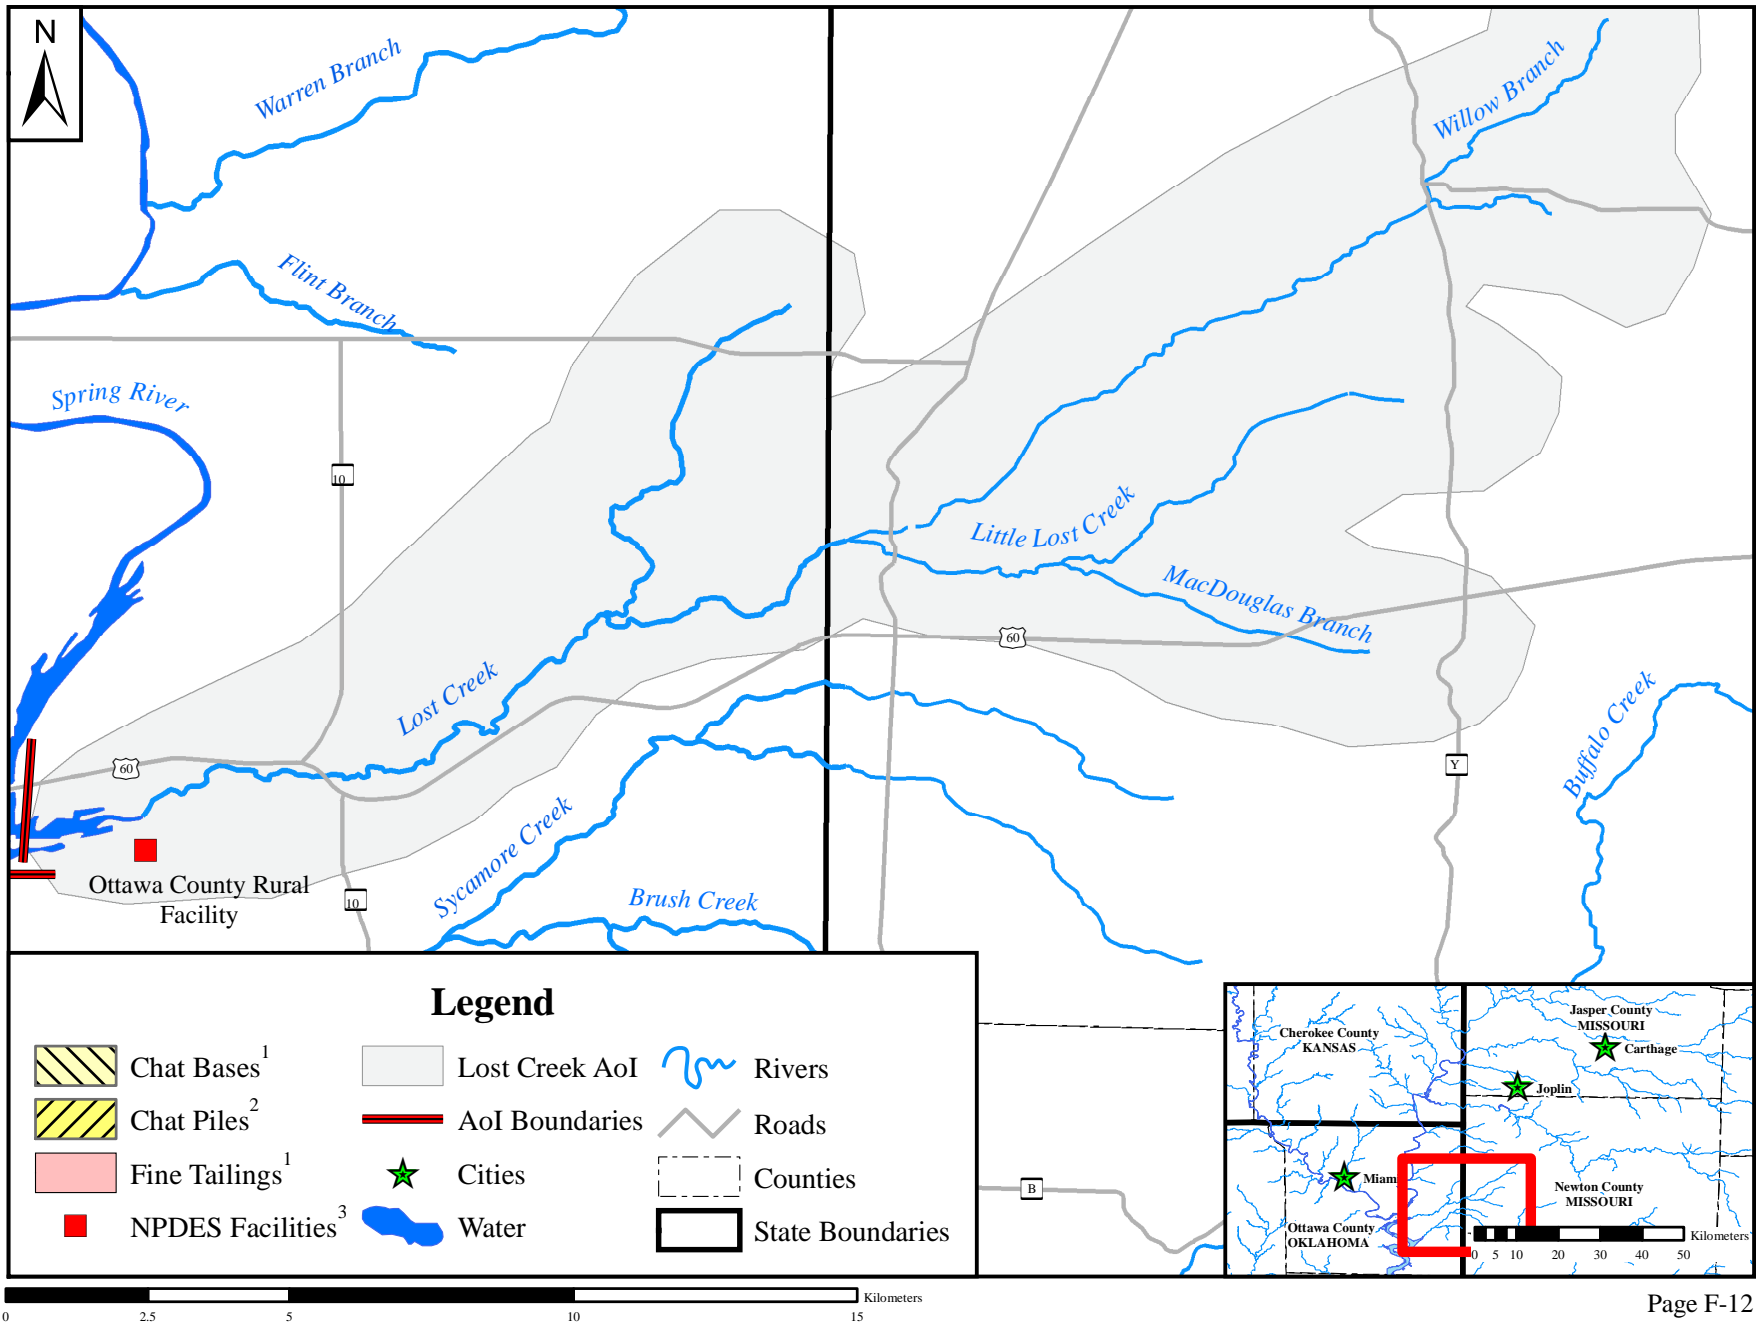 N
Warren Branch
Willow Branch
Flint Branch
Spring River
10
Little Lost Creek
MacDouglas Branch
60
Lost Creek
Buffalo Creek
60
Y
Sycamore Creek
Ottawa County Rural
Facility
10
Brush Creek
Legend
Chat Bases1
Chat Piles2
Fine Tailings1
NPDES Facilities3
Lost Creek AoI
AoI Boundaries
Cities
Water
Rivers
Roads
Counties
State Boundaries
B
Cherokee County
KANSAS
Jasper County
MISSOURI
Carthage
Joplin
Miam
Newton County
MISSOURI
Ottawa County
OKLAHOMA
Kilometers
0 5 10 20 30 40 50
Kilometers
0 2.5 5 10 15
Page F-12